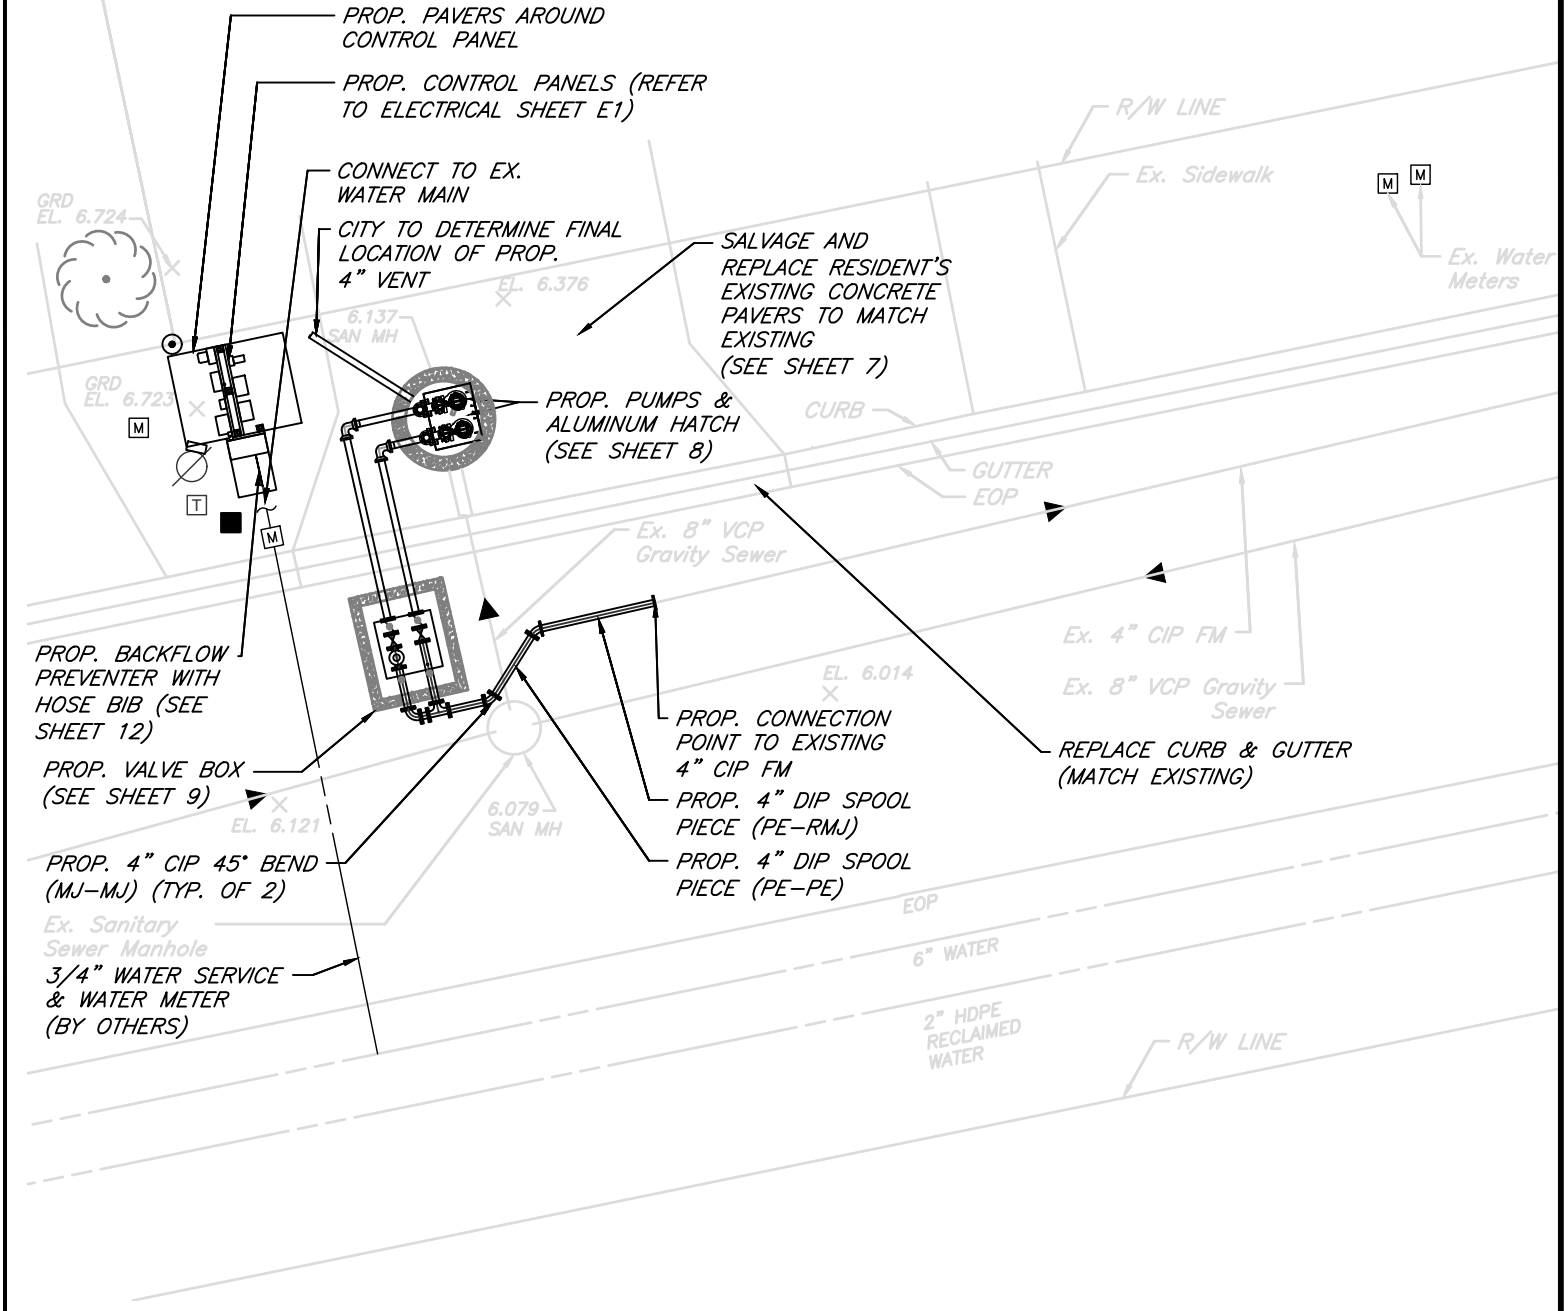 PROP. PAVERS AROUND
CONTROL PANEL
PROP. CONTROL PANELS (REFER
TO ELECTRICAL SHEET E1)
R/W LINE
CONNECT TO EX.
WATER MAIN
Ex. Sidewalk
M
M
GRD
EL. 6.724
CITY TO DETERMINE FINAL
LOCATION OF PROP.
4" VENT
SALVAGE AND
REPLACE RESIDENT'S
EXISTING CONCRETE
PAVERS TO MATCH
EXISTING
(SEE SHEET 7)
Ex. Water
Meters
EL. 6.376
6.137
SAN MH
GRD
EL. 6.723
M
PROP. PUMPS &
ALUMINUM HATCH
(SEE SHEET 8)
CURB
GUTTER
EOP
T
M
Ex. 8" VCP
Gravity Sewer
PROP. BACKFLOW
PREVENTER WITH
HOSE BIB (SEE
SHEET 12)
Ex. 4" CIP FM
EL. 6.014
Ex. 8" VCP Gravity
Sewer
PROP. CONNECTION
POINT TO EXISTING
4" CIP FM
REPLACE CURB & GUTTER
(MATCH EXISTING)
PROP. VALVE BOX
(SEE SHEET 9)
EL. 6.121
6.079
SAN MH
PROP. 4" DIP SPOOL
PIECE (PE-RMJ)
PROP. 4" CIP 45° BEND
(MJ-MJ) (TYP. OF 2)
PROP. 4" DIP SPOOL
PIECE (PE-PE)
Ex. Sanitary
Sewer Manhole
EOP
6" WATER
3/4" WATER SERVICE
& WATER METER
(BY OTHERS)
2" HDPE
RECLAIMED
WATER
R/W LINE